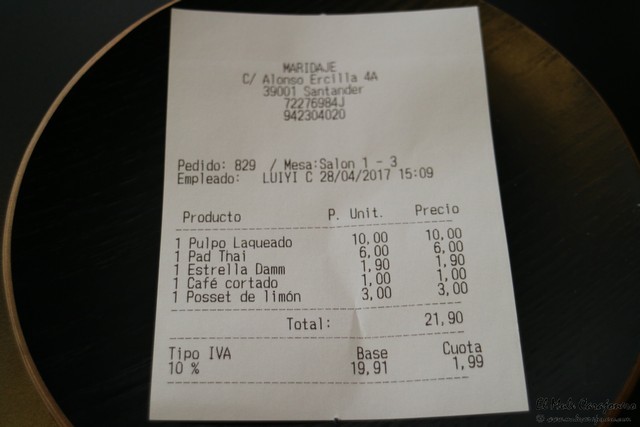 MARIDAJE
C/ Alonso Ercilla 4A
39001 Santander
72276984J
942304020
Pedido: 829 / Mesa:Salon 1 - 3
Empleado: LUIYI C 28/04/2017 15:09
Producto P. Unit. Precio
1 Pulpo Laqueado 10,00 10,00
1 Pad Thai 6,00 6,00
1 Estrella Damm 1,90 1,90
1 Café cortado 1,00 1,00
1 Posset de limón 3,00 3,00
Total: 21,90
Tipo IVA Base Cuota
10 % 19,91 1,99